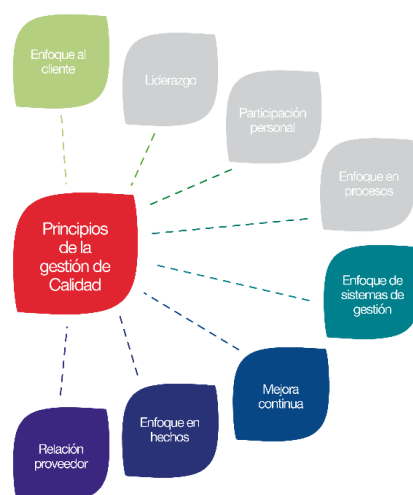 Enfoque al
cliente
Liderazgo
Participación
personal
Enfoque en
procesos
Principios
de la
gestión de
Calidad
Enfoque de
sistemas de
gestión
Mejora
continua
Enfoque en
hechos
Relación
proveedor